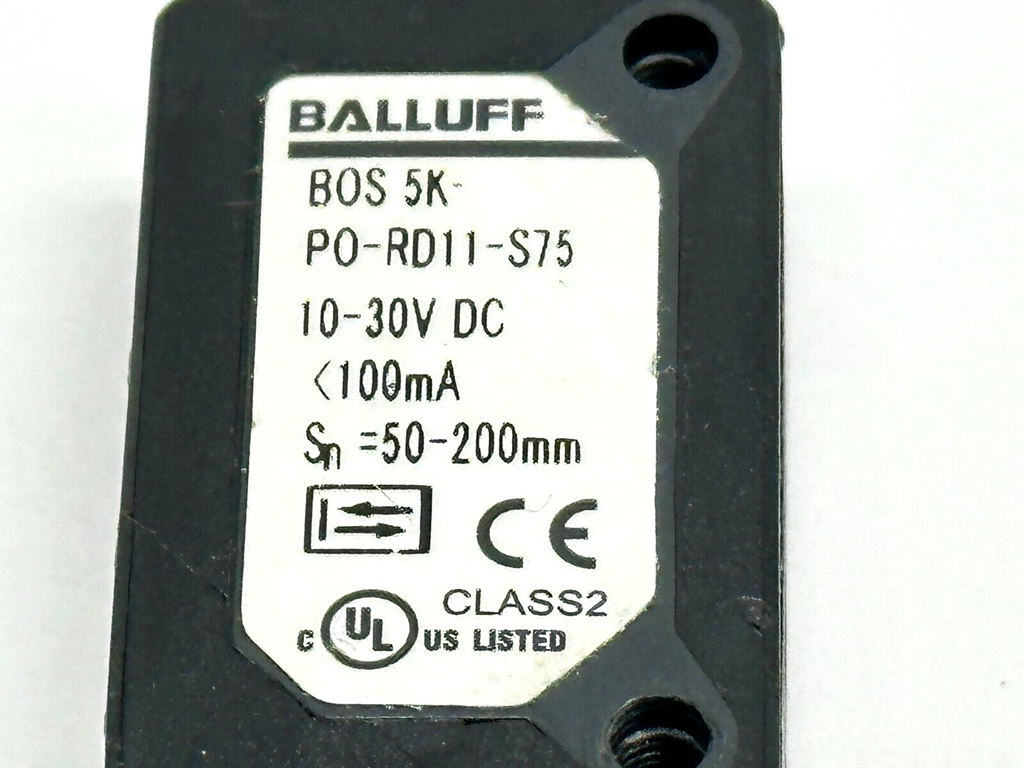 BALLUFF
BOS 5K-
PO-RD11-S75
10-30V DC
<100mA
Sn =50-200mm
CE
CLASS2
C UL US LISTED